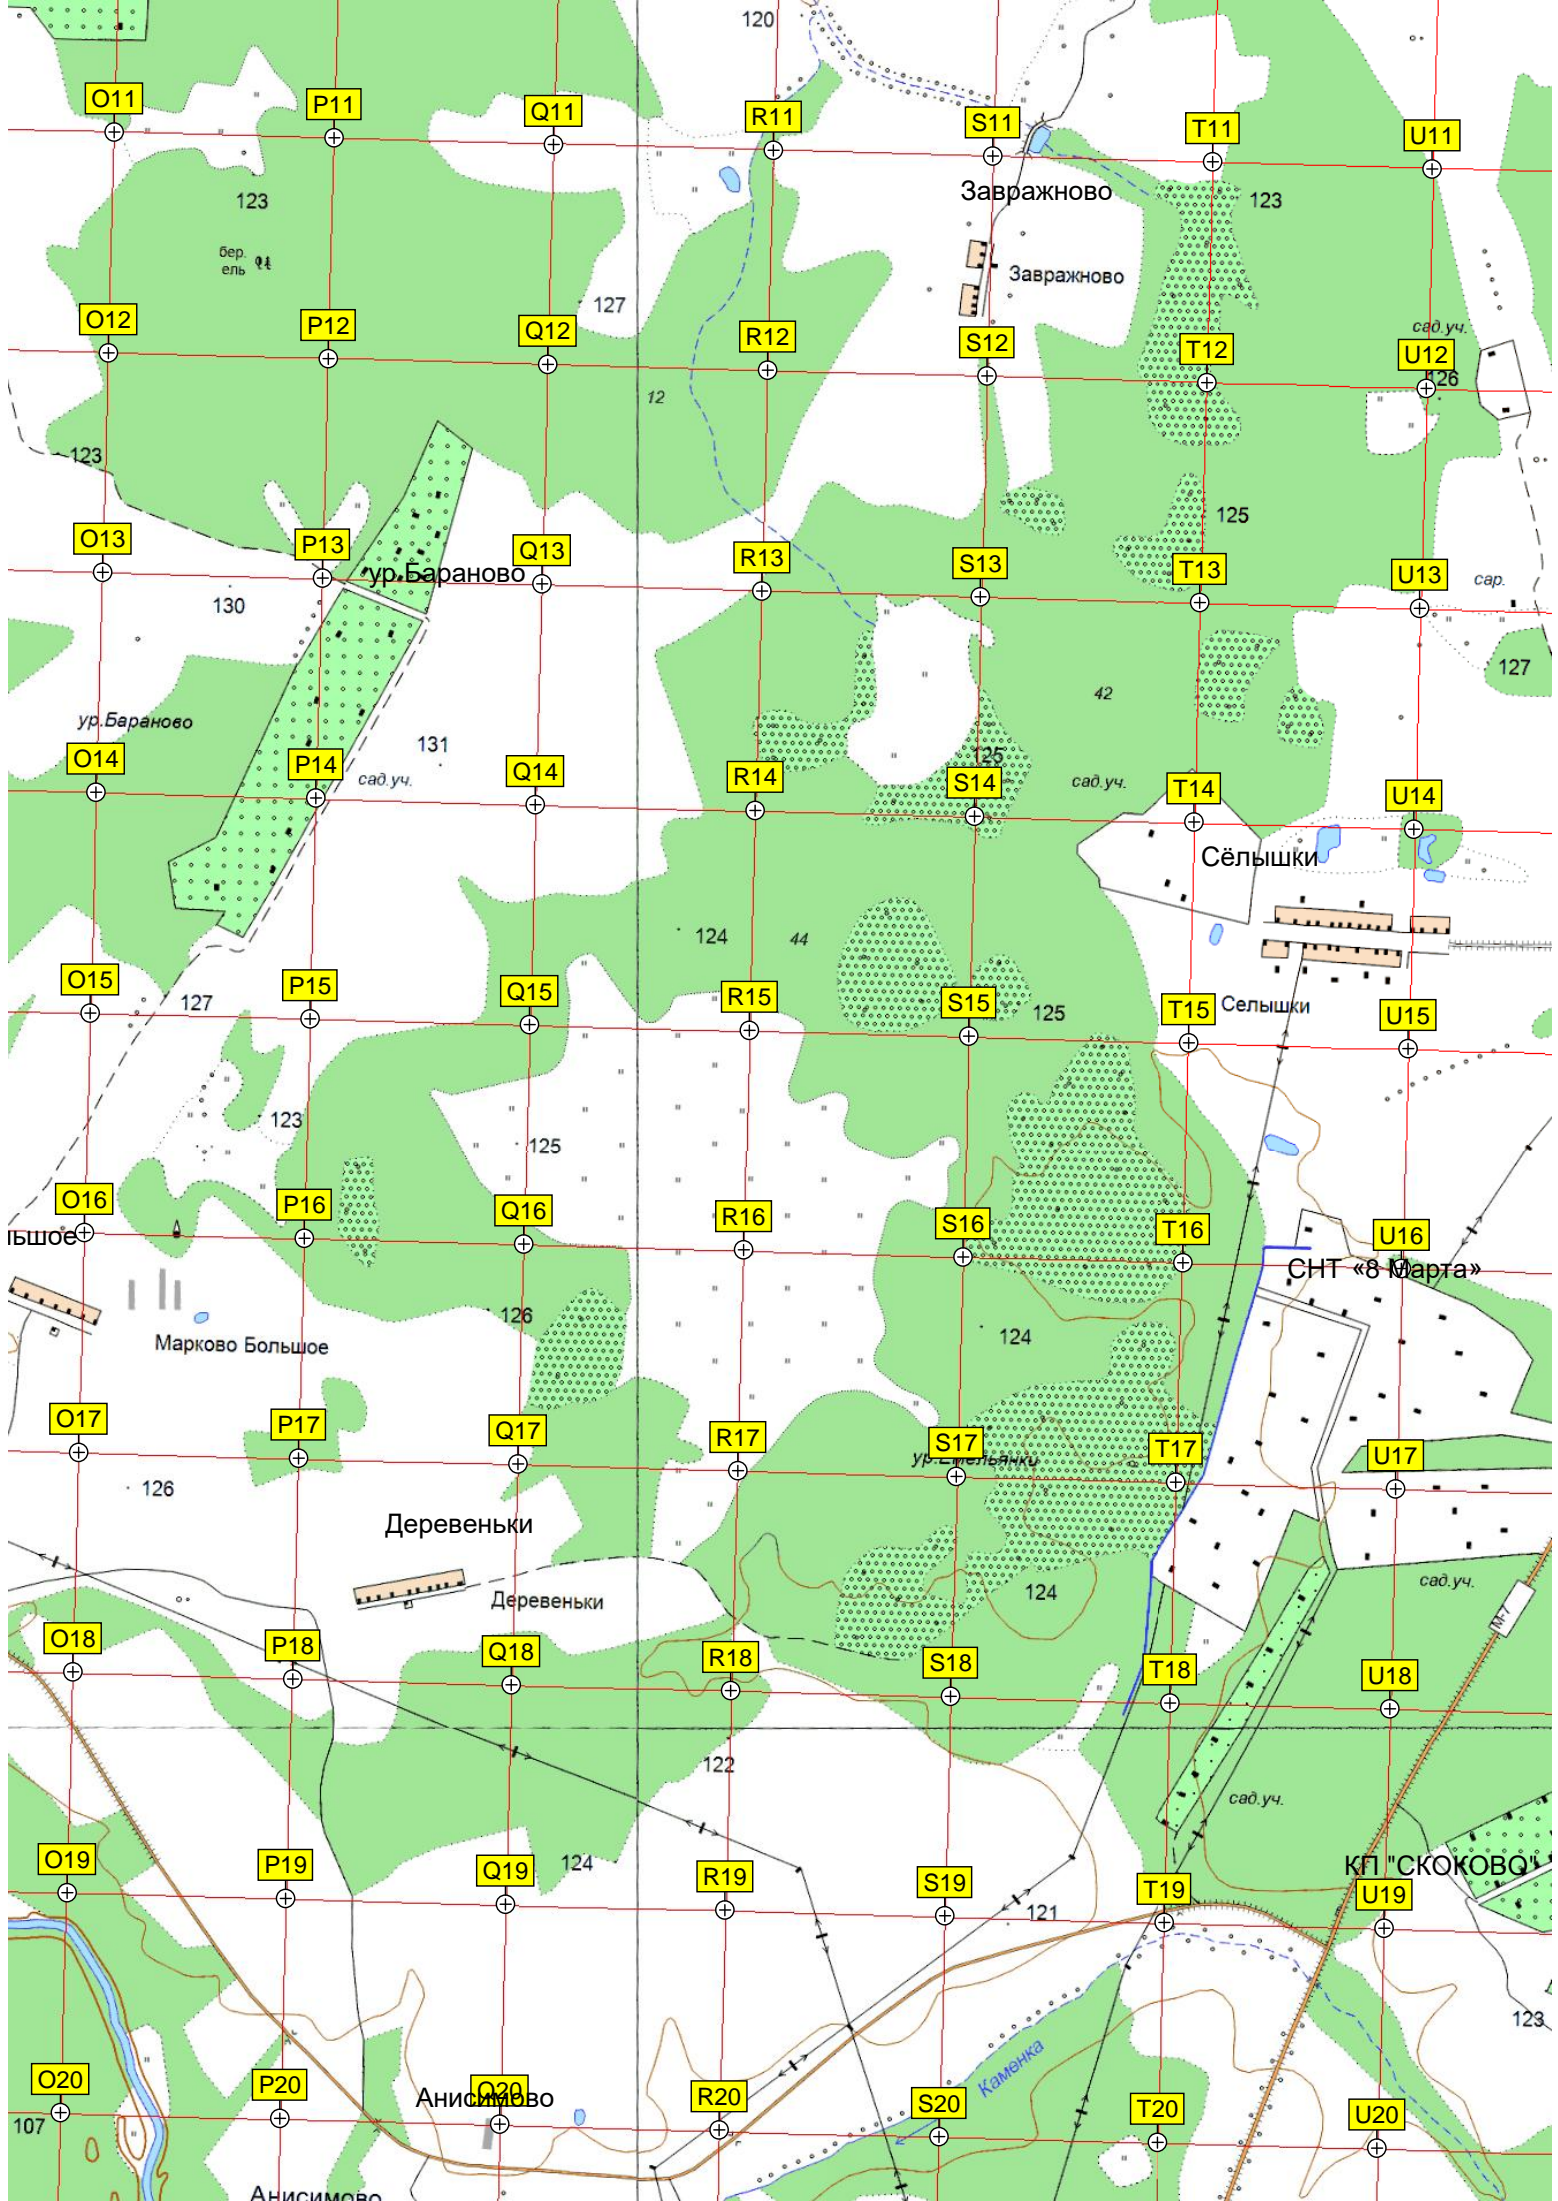 120
O11
P11
Q11
R11
S11
T11
U11
Завражново
123
123
бер.
ель
127
Завражново
O12
P12
Q12
R12
S12
T12
сад.уч.
U12
126
12
123
125
O13
P13
Q13
R13
S13
T13
U13
ур.Бараново
сар.
130
127
42
ур.Бараново
131
125
O14
P14
сад.уч.
Q14
R14
S14
сад.уч.
T14
U14
Сёлышки
124
44
O15
127
P15
Q15
R15
S15
125
T15
Селышки
U15
123
125
O16
P16
Q16
R16
S16
T16
U16
льшое
СНТ «8 Марта»
126
124
Марково Большое
O17
P17
Q17
R17
S17
T17
U17
ур.Емельянки
126
Деревеньки
124
сад.уч.
Деревеньки
М-7
O18
P18
Q18
R18
S18
T18
U18
122
сад.уч.
O19
P19
Q19
124
R19
S19
T19
КП "СКОКОВО"
U19
121
123
Каменка
O20
P20
Q20
Анисимово
R20
S20
T20
U20
107
Анисимово